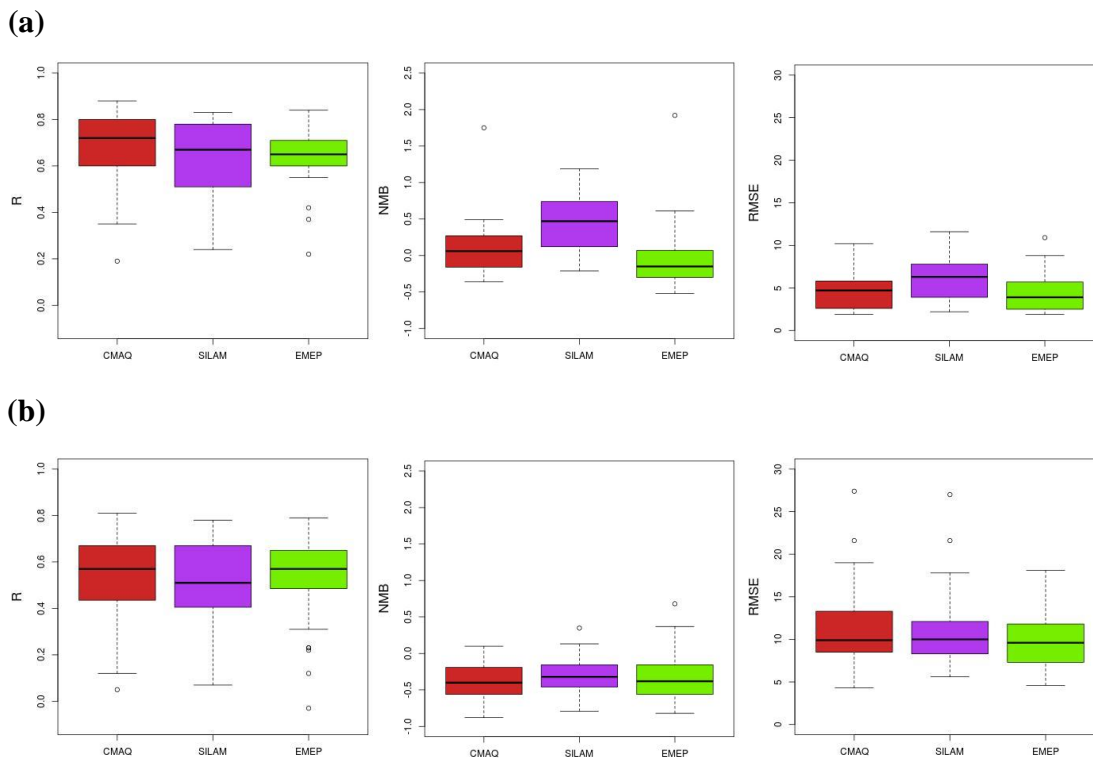 (a)
R
0.0 0.2 0.4 0.6 0.8 1.0
CMAQ SILAM EMEP
NMB
-1.0 -0.5 0.0 0.5 1.0 1.5 2.0 2.5
CMAQ SILAM EMEP
RMSE
0 5 10 15 20 25 30
CMAQ SILAM EMEP
(b)
R
0.0 0.2 0.4 0.6 0.8 1.0
CMAQ SILAM EMEP
NMB
-1.0 -0.5 0.0 0.5 1.0 1.5 2.0 2.5
CMAQ SILAM EMEP
RMSE
0 5 10 15 20 25 30
CMAQ SILAM EMEP